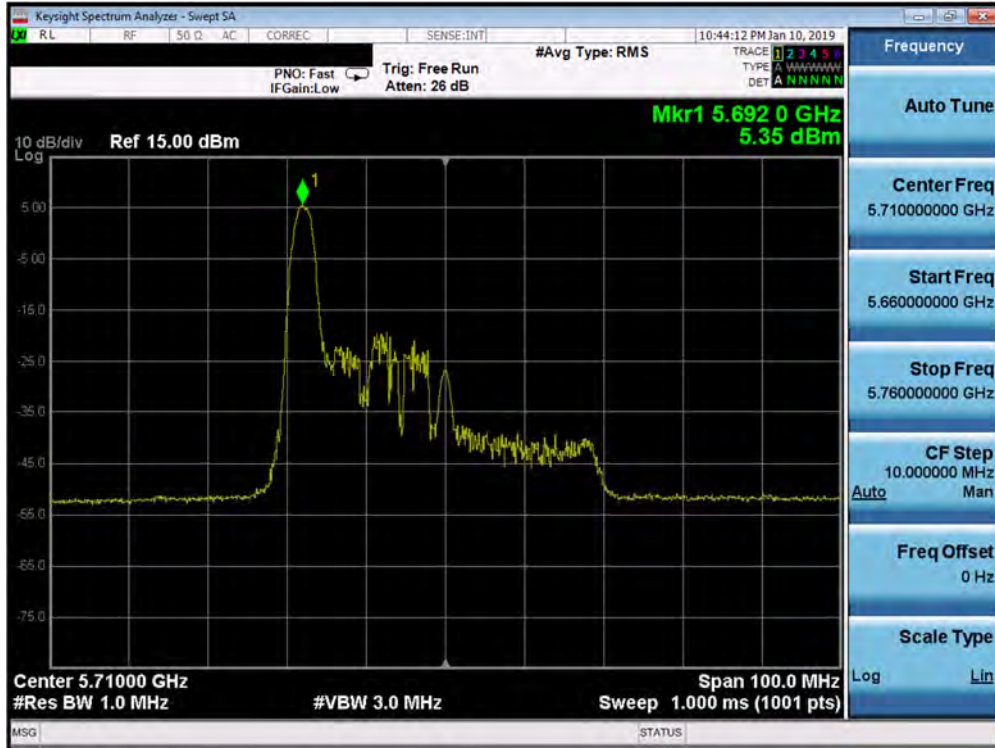 Keysight Spectrum Analyzer - Swept SA
LXI RL RF 50 Ω AC CORREC SENSE:INT 10:44:12 PM Jan 10, 2019
#Avg Type: RMS TRACE 1 2 3 4 5 6
PNO: Fast Trig: Free Run TYPE A WWWWW
IFGain:Low Atten: 26 dB DET A N N N N N
Mkr1 5.692 0 GHz
5.35 dBm
10 dB/div Ref 15.00 dBm
Log
1
5.00
-5.00
-15.0
-25.0
-35.0
-45.0
-55.0
-65.0
-75.0
Center 5.71000 GHz Span 100.0 MHz
#Res BW 1.0 MHz #VBW 3.0 MHz Sweep 1.000 ms (1001 pts)
MSG STATUS
Frequency
Auto Tune
Center Freq
5.710000000 GHz
Start Freq
5.660000000 GHz
Stop Freq
5.760000000 GHz
CF Step
10.000000 MHz
Auto Man
Freq Offset
0 Hz
Scale Type
Log Lin